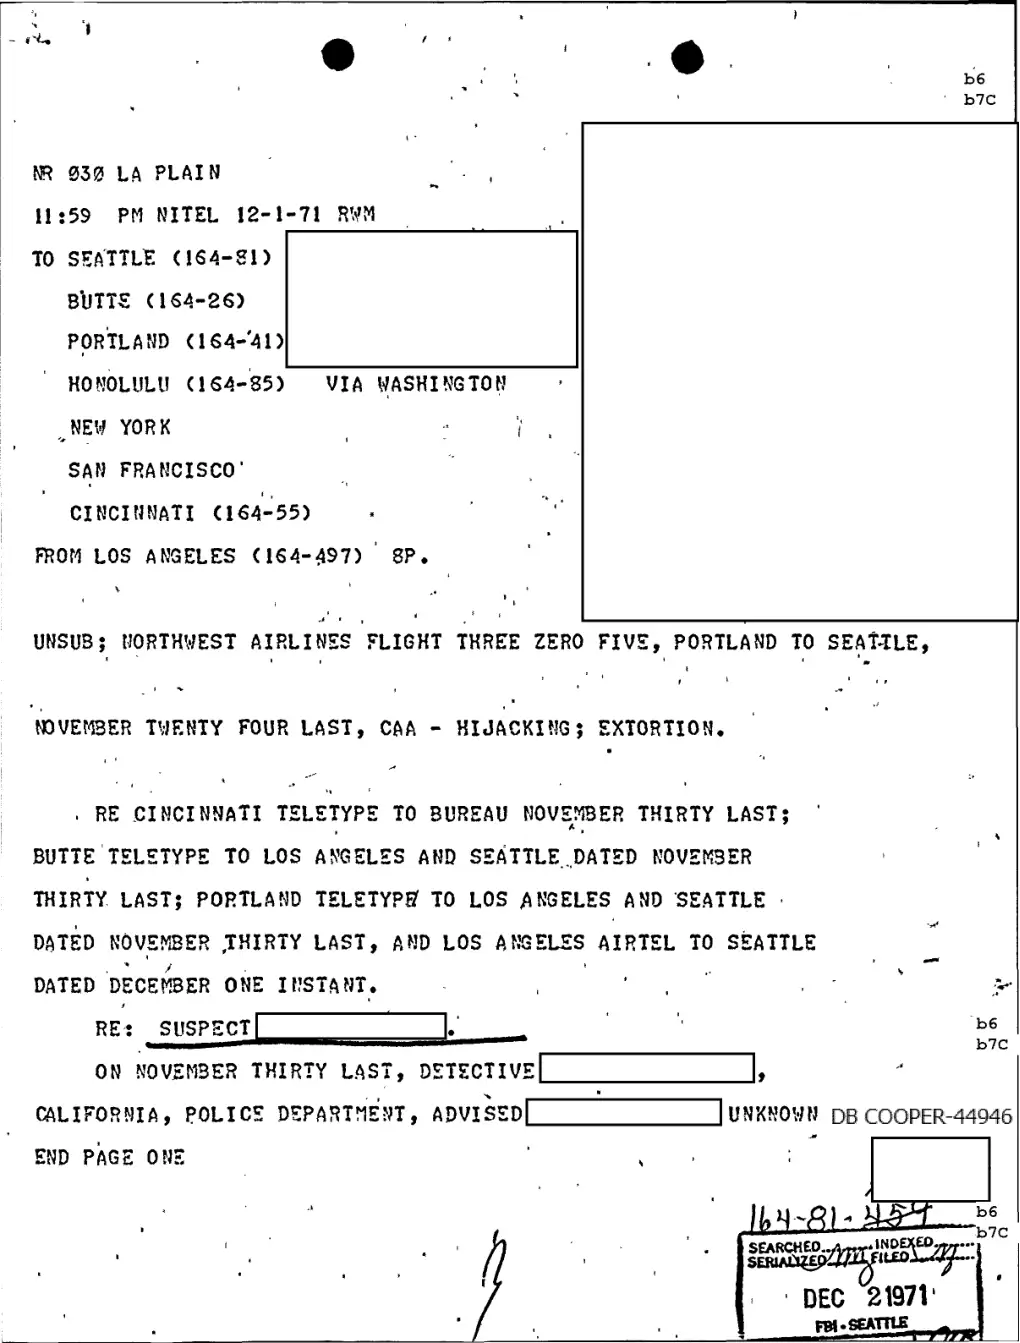 b6
b7C
NR 030 LA PLAIN
11:59 PM NITEL 12-1-71 RWM
TO SEATTLE (164-81)
BUTTE (164-26)
PORTLAND (164-41)
HONOLULU (164-85) VIA WASHINGTON
NEW YORK
SAN FRANCISCO
CINCINNATI (164-55)
FROM LOS ANGELES (164-497) 8P.
UNSUB; NORTHWEST AIRLINES FLIGHT THREE ZERO FIVE, PORTLAND TO SEATTLE,
NOVEMBER TWENTY FOUR LAST, CAA - HIJACKING; EXTORTION.
RE CINCINNATI TELETYPE TO BUREAU NOVEMBER THIRTY LAST;
BUTTE TELETYPE TO LOS ANGELES AND SEATTLE DATED NOVEMBER
THIRTY LAST; PORTLAND TELETYPE TO LOS ANGELES AND SEATTLE
DATED NOVEMBER THIRTY LAST, AND LOS ANGELES AIRTEL TO SEATTLE
DATED DECEMBER ONE INSTANT.
RE: SUSPECT .
b6
b7C
ON NOVEMBER THIRTY LAST, DETECTIVE ,
CALIFORNIA, POLICE DEPARTMENT, ADVISED UNKNOWN
DB COOPER-44946
END PAGE ONE
164-81-454
b6
b7C
SEARCHED INDEXED
SERIALIZED FILED
DEC 2 1971
FBI - SEATTLE